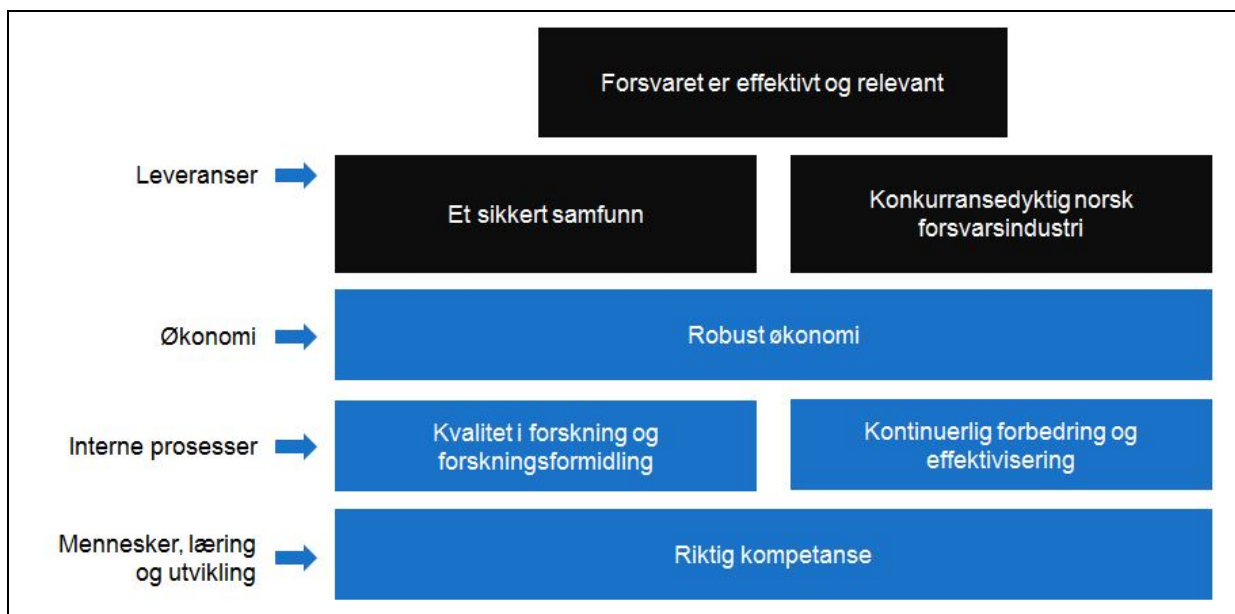 Forsvaret er effektivt og relevant
Leveranser
Et sikkert samfunn
Konkurransedyktig norsk
forsvarsindustri
Økonomi
Robust økonomi
Interne prosesser
Kvalitet i forskning og
forskningsformidling
Kontinuerlig forbedring og
effektivisering
Mennesker, læring
og utvikling
Riktig kompetanse